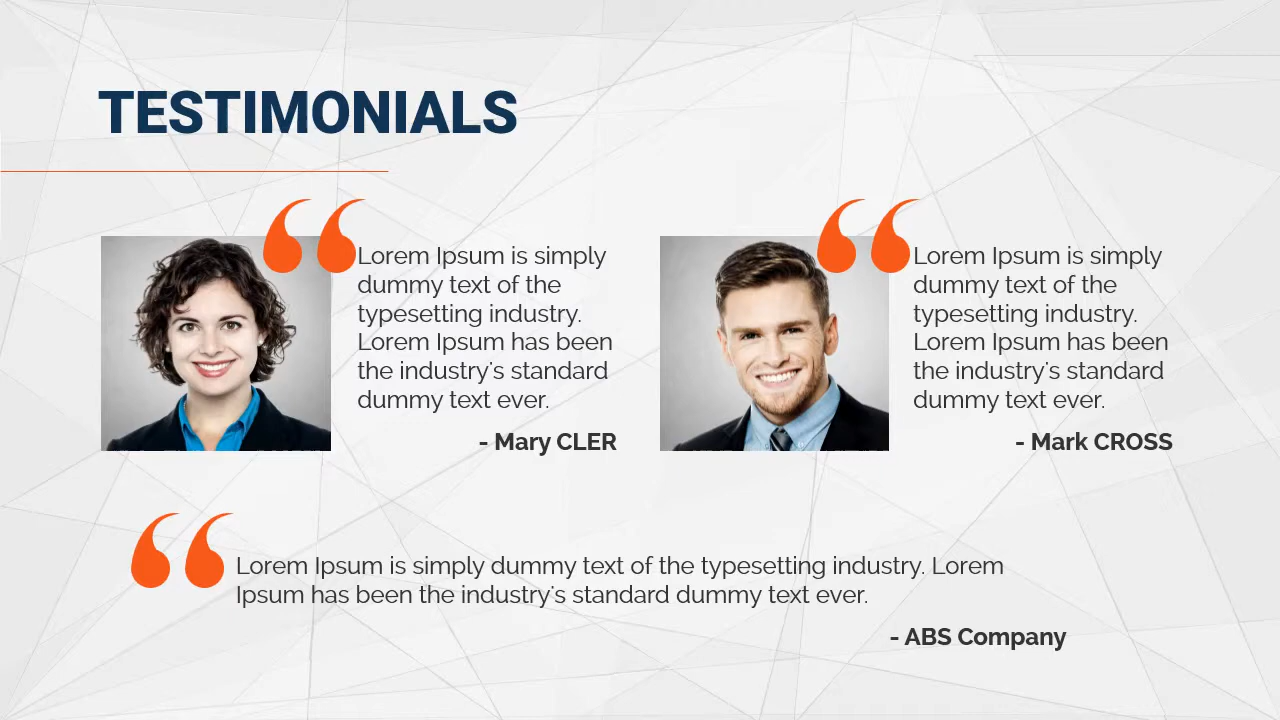 TESTIMONIALS
“Lorem Ipsum is simply
dummy text of the
typesetting industry.
Lorem Ipsum has been
the industry's standard
dummy text ever.
- Mary CLER
“Lorem Ipsum is simply
dummy text of the
typesetting industry.
Lorem Ipsum has been
the industry's standard
dummy text ever.
- Mark CROSS
“Lorem Ipsum is simply dummy text of the typesetting industry. Lorem
Ipsum has been the industry's standard dummy text ever.
- ABS Company